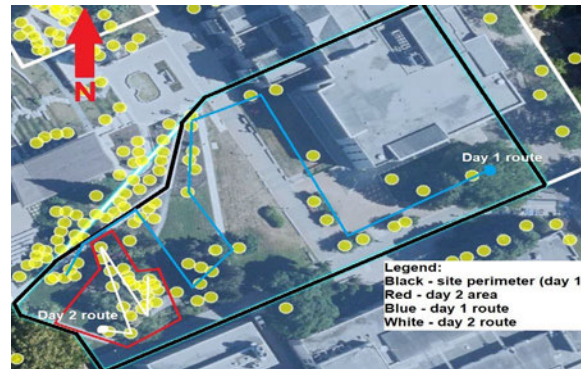 N
Day 1 route
Day 2 route
Legend:
Black - site perimeter (day 1
Red - day 2 area
Blue - day 1 route
White - day 2 route